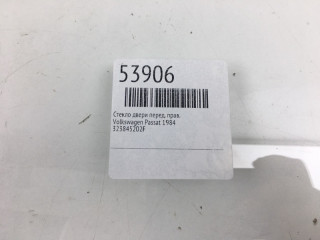 53906
Стекло двери перед. прав.
Volkswagen Passat 1984
323845202F